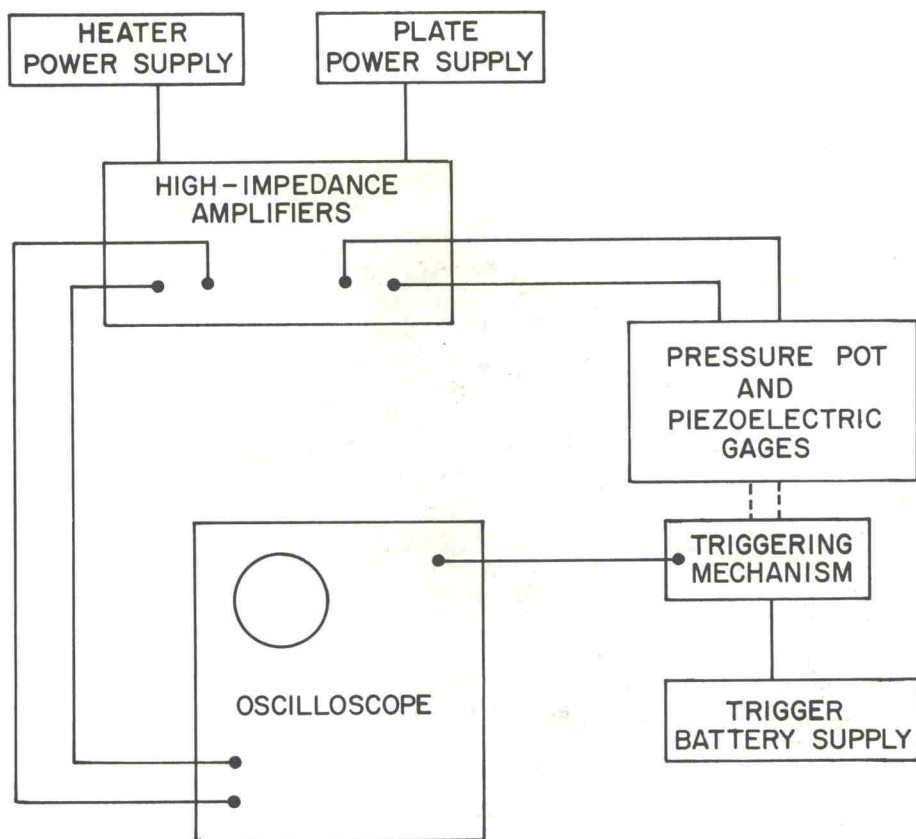 HEATER
POWER SUPPLY
PLATE
POWER SUPPLY
HIGH-IMPEDANCE
AMPLIFIERS
PRESSURE POT
AND
PIEZOELECTRIC
GAGES
TRIGGERING
MECHANISM
OSCILLOSCOPE
TRIGGER
BATTERY SUPPLY